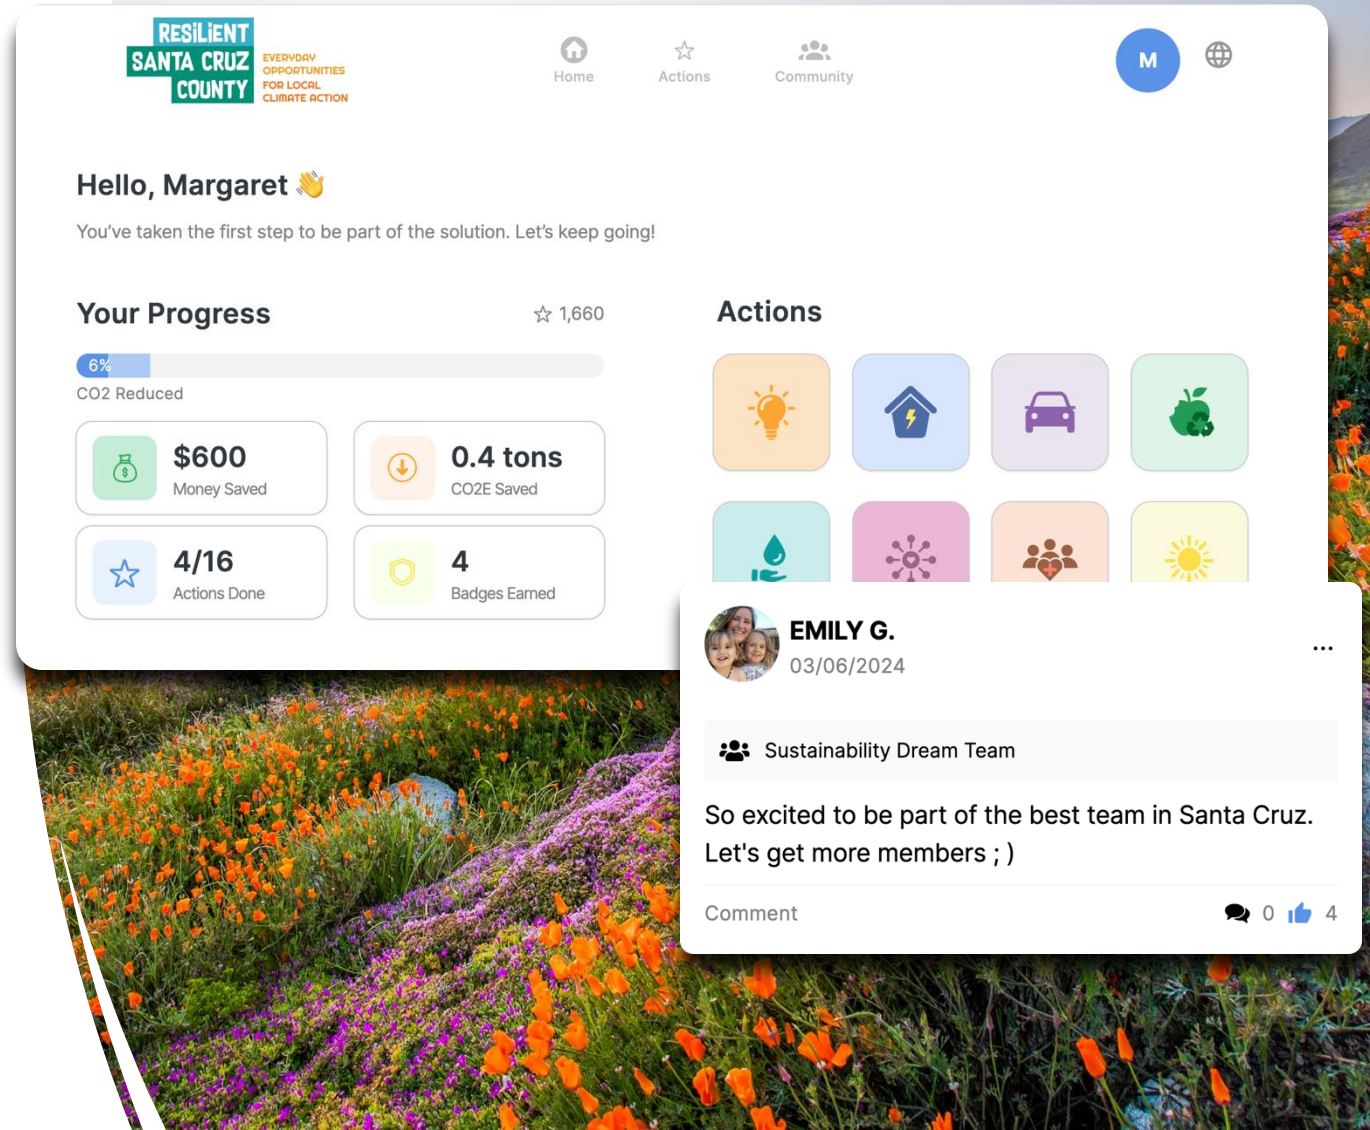 RESiLiENT
SANTA CRUZ
COUNTY
EVERYDAY
OPPORTUNITIES
FOR LOCAL
CLIMATE ACTION
Home
Actions
Community
M
Hello, Margaret 👋
You've taken the first step to be part of the solution. Let's keep going!
Your Progress
1,660
6%
CO2 Reduced
$600
Money Saved
0.4 tons
CO2E Saved
4/16
Actions Done
4
Badges Earned
Actions
EMILY G.
03/06/2024
...
Sustainability Dream Team
So excited to be part of the best team in Santa Cruz.
Let's get more members ; )
Comment
0
4